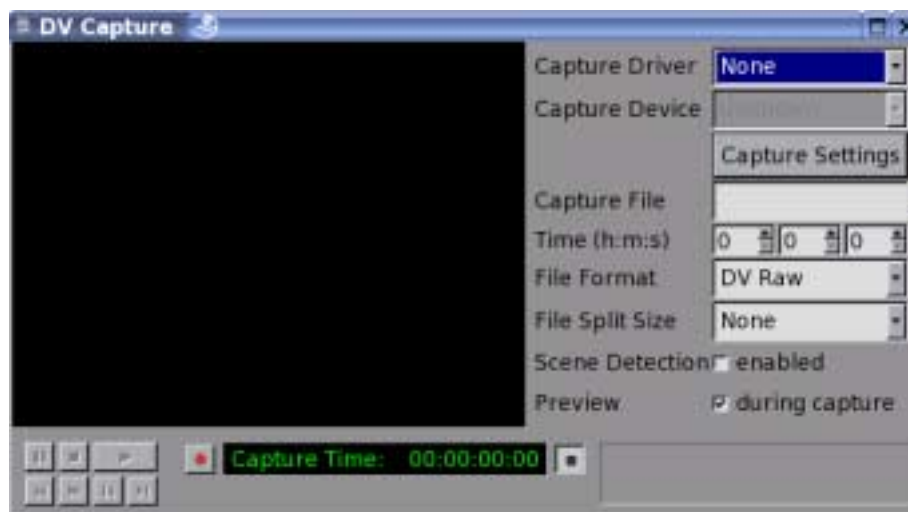 DV Capture
Capture Driver None
Capture Device
Capture Settings
Capture File
Time (h:m:s) 0 0 0
File Format DV Raw
File Split Size None
Scene Detection enabled
Preview during capture
Capture Time: 00:00:00:00